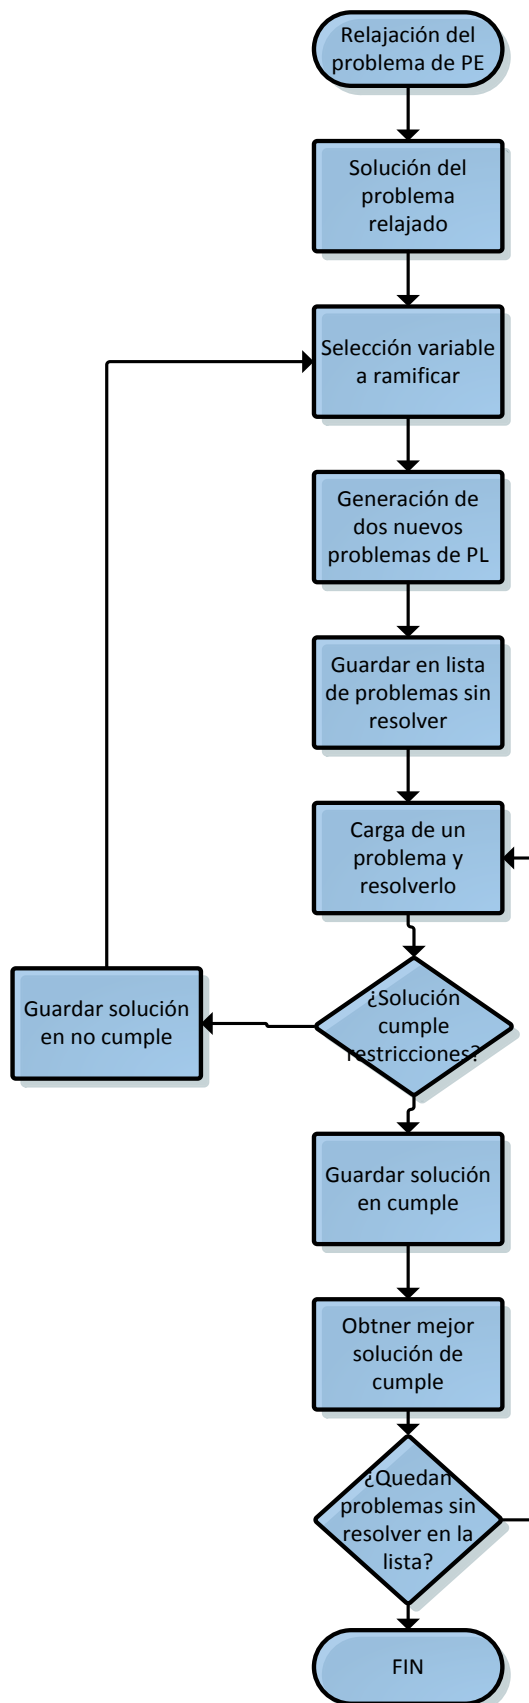 Relajación del
problema de PE
Solución del
problema
relajado
Selección variable
a ramificar
Generación de
dos nuevos
problemas de PL
Guardar en lista
de problemas sin
resolver
Carga de un
problema y
resolverlo
¿Solución
cumple
restricciones?
Guardar solución
en no cumple
Guardar solución
en cumple
Obtner mejor
solución de
cumple
¿Quedan
problemas sin
resolver en la
lista?
FIN